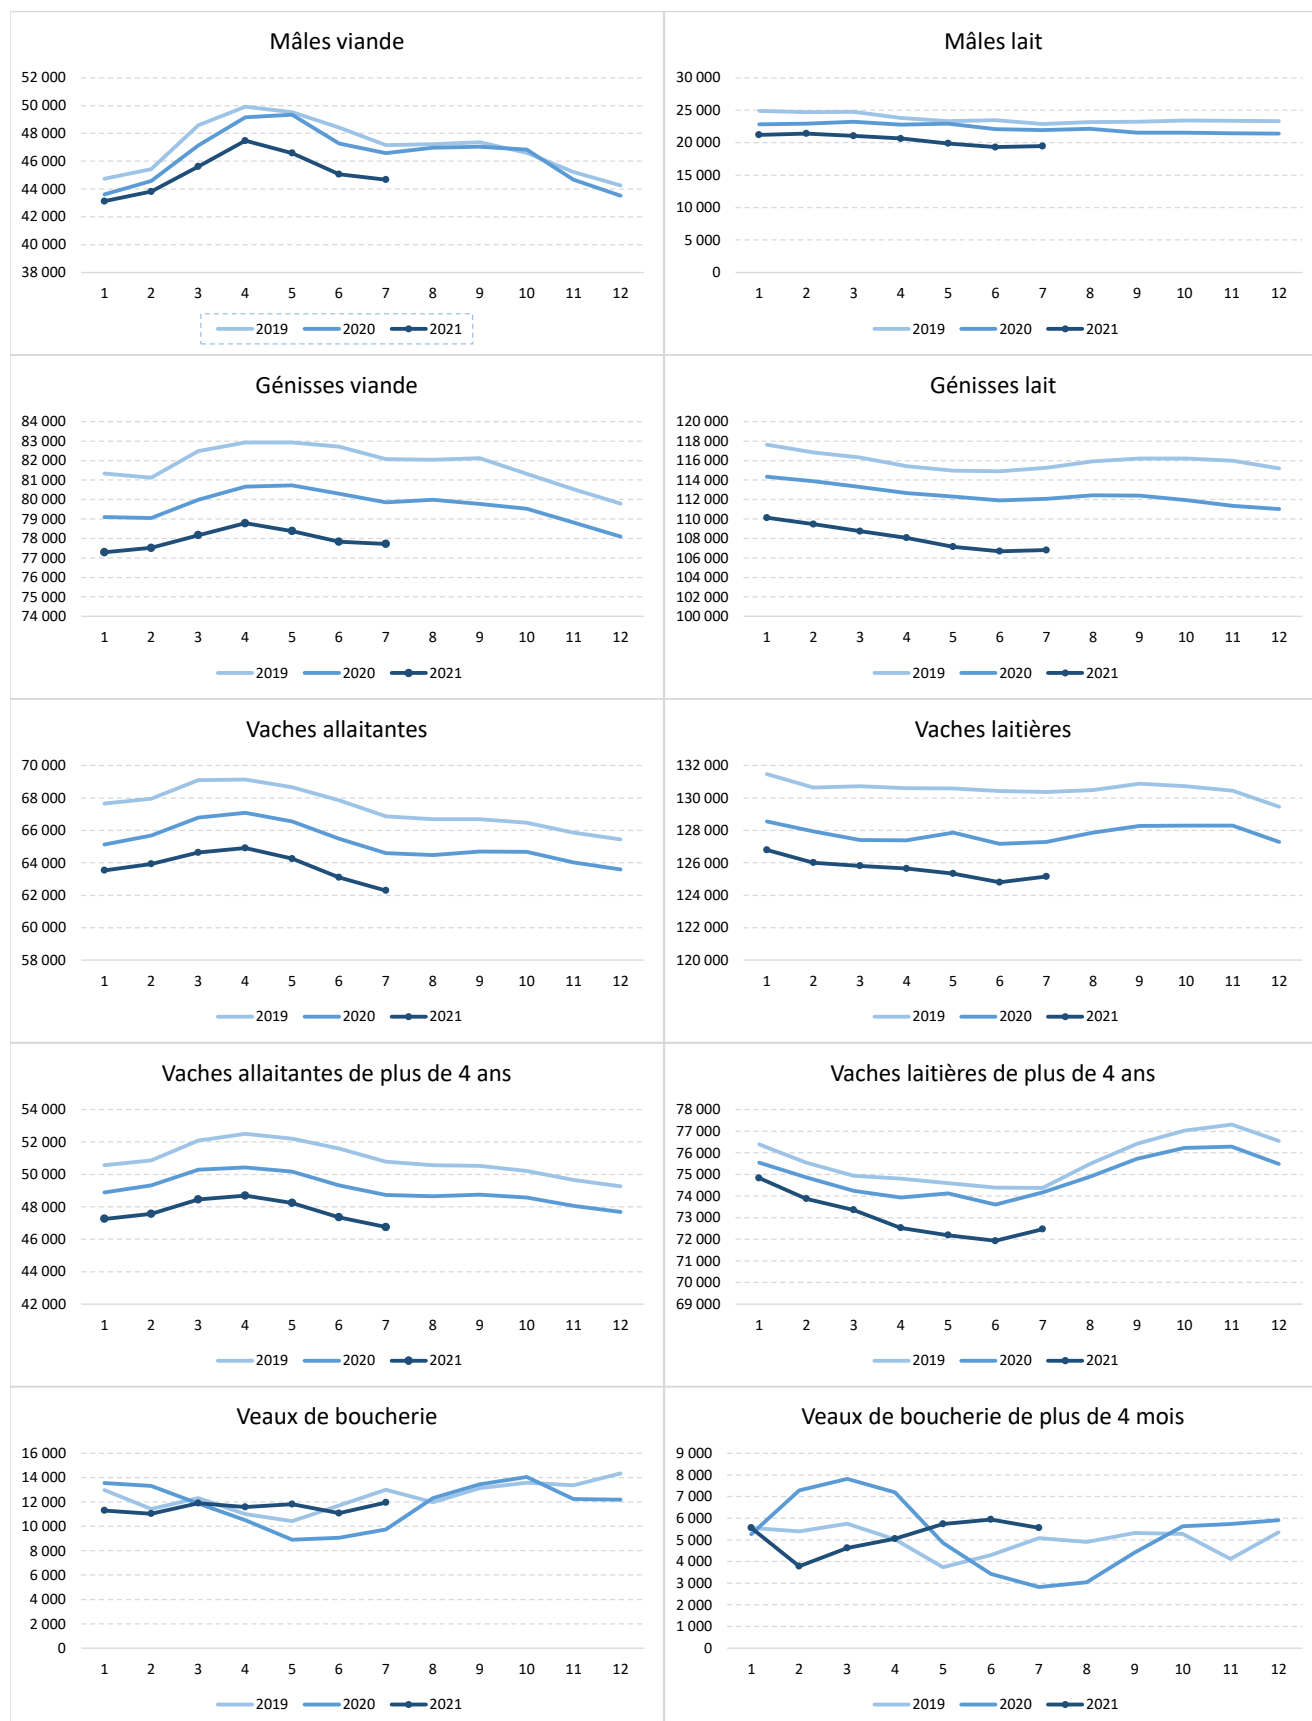 Mâles viande
52 000
50 000
48 000
46 000
44 000
42 000
40 000
38 000
1 2 3 4 5 6 7 8 9 10 11 12
2019 2020 2021
Mâles lait
30 000
25 000
20 000
15 000
10 000
5 000
0
1 2 3 4 5 6 7 8 9 10 11 12
2019 2020 2021
Génisses viande
84 000
83 000
82 000
81 000
80 000
79 000
78 000
77 000
76 000
75 000
74 000
1 2 3 4 5 6 7 8 9 10 11 12
2019 2020 2021
Génisses lait
120 000
118 000
116 000
114 000
112 000
110 000
108 000
106 000
104 000
102 000
100 000
1 2 3 4 5 6 7 8 9 10 11 12
2019 2020 2021
Vaches allaitantes
70 000
68 000
66 000
64 000
62 000
60 000
58 000
1 2 3 4 5 6 7 8 9 10 11 12
2019 2020 2021
Vaches laitières
132 000
130 000
128 000
126 000
124 000
122 000
120 000
1 2 3 4 5 6 7 8 9 10 11 12
2019 2020 2021
Vaches allaitantes de plus de 4 ans
54 000
52 000
50 000
48 000
46 000
44 000
42 000
1 2 3 4 5 6 7 8 9 10 11 12
2019 2020 2021
Vaches laitières de plus de 4 ans
78 000
77 000
76 000
75 000
74 000
73 000
72 000
71 000
70 000
69 000
1 2 3 4 5 6 7 8 9 10 11 12
2019 2020 2021
Veaux de boucherie
16 000
14 000
12 000
10 000
8 000
6 000
4 000
2 000
0
1 2 3 4 5 6 7 8 9 10 11 12
2019 2020 2021
Veaux de boucherie de plus de 4 mois
9 000
8 000
7 000
6 000
5 000
4 000
3 000
2 000
1 000
0
1 2 3 4 5 6 7 8 9 10 11 12
2019 2020 2021